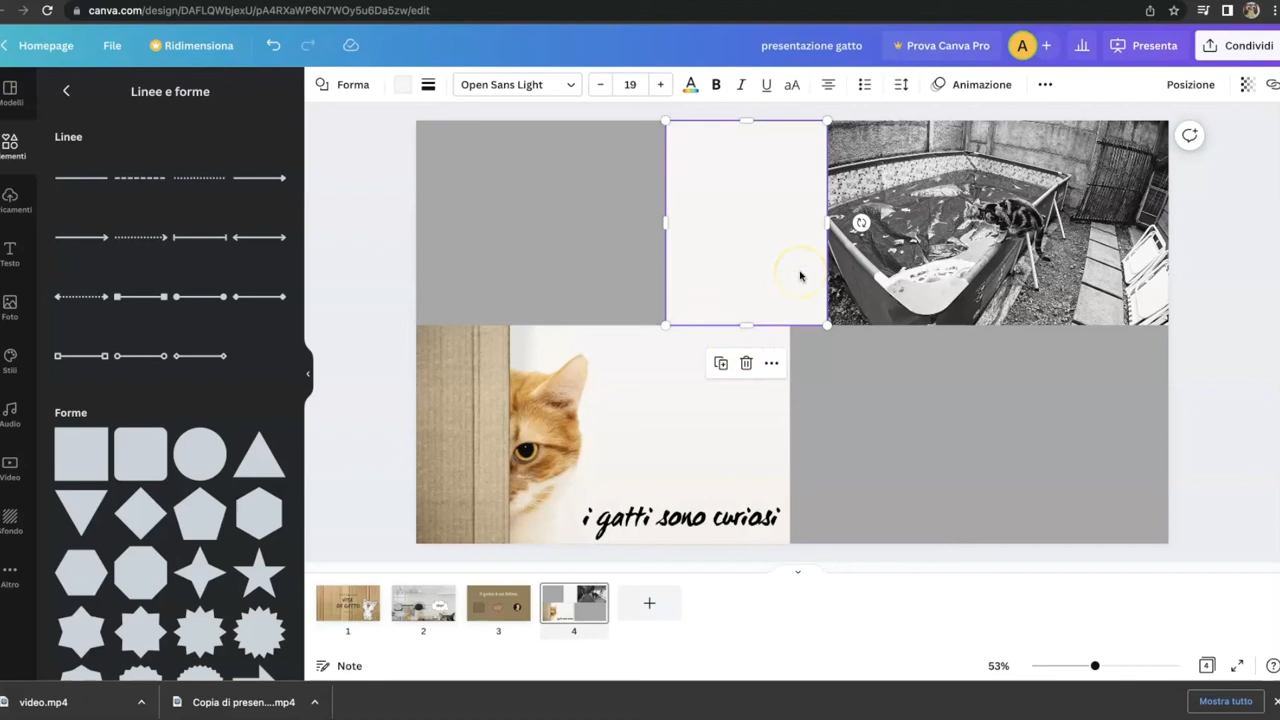 canva.com/design/DAFLQWbjexU/pA4RXaWP6N7WOy5u6Da5zw/edit
Homepage File Ridimensiona presentazione gatto Prova Canva Pro A + Presenta Condividi
Modelli
Elementi
Caricamenti
Testo
Foto
Stili
Audio
Video
Sfondo
Altro
Linee e forme
Linee
Forme
Forma Open Sans Light – 19 + A B I U aA Animazione Posizione
i gatti sono curiosi
1 2 3 4
Note 53% 4 ?
video.mp4 Copia di presen....mp4 Mostra tutto